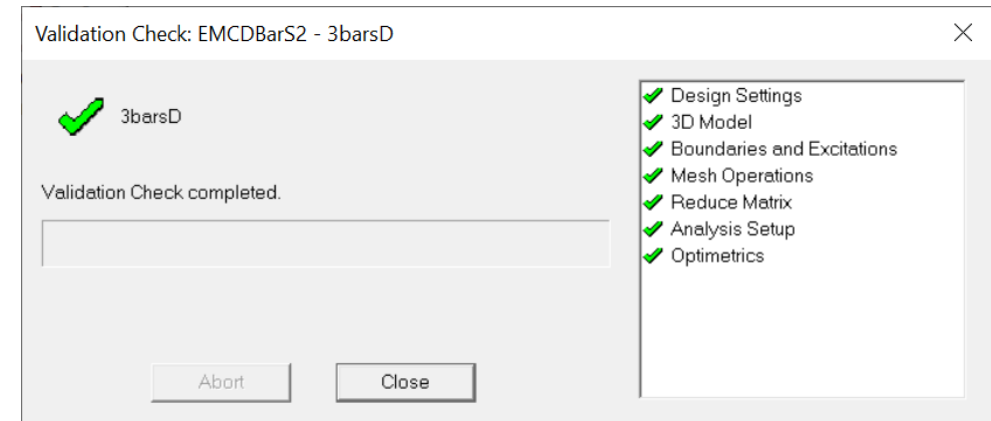 Validation Check: EMCDBarS2 - 3barsD
3barsD
Validation Check completed.
Abort
Close
Design Settings
3D Model
Boundaries and Excitations
Mesh Operations
Reduce Matrix
Analysis Setup
Optimetrics